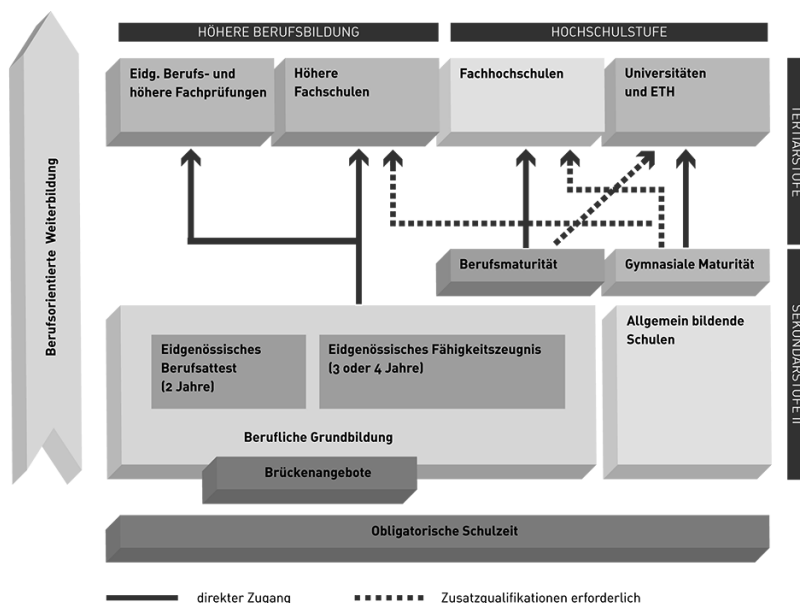 HÖHERE BERUFSBILDUNG
HOCHSCHULSTUFE
Eidg. Berufs- und
höhere Fachprüfungen
Höhere
Fachschulen
Fachhochschulen
Universitäten
und ETH
TERTIÄRSTUFE
Berufsorientierte Weiterbildung
Berufsmaturität
Gymnasiale Maturität
SEKUNDARSTUFE II
Eidgenössisches
Berufsattest
(2 Jahre)
Eidgenössisches Fähigkeitszeugnis
(3 oder 4 Jahre)
Allgemein bildende
Schulen
Berufliche Grundbildung
Brückenangebote
Obligatorische Schulzeit
direkter Zugang
Zusatzqualifikationen erforderlich